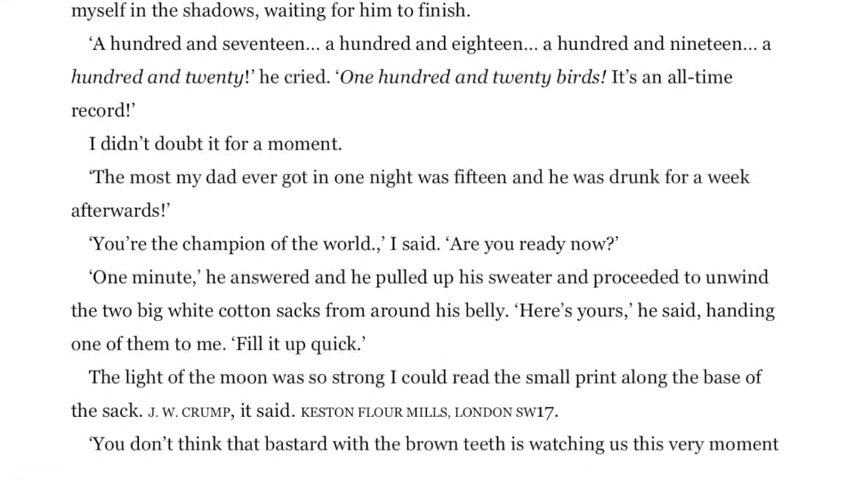 myself in the shadows, waiting for him to finish.
‘A hundred and seventeen… a hundred and eighteen… a hundred and nineteen… a
hundred and twenty!’ he cried. ‘One hundred and twenty birds! It’s an all-time
record!’
I didn’t doubt it for a moment.
‘The most my dad ever got in one night was fifteen and he was drunk for a week
afterwards!’
‘You’re the champion of the world.,’ I said. ‘Are you ready now?’
‘One minute,’ he answered and he pulled up his sweater and proceeded to unwind
the two big white cotton sacks from around his belly. ‘Here’s yours,’ he said, handing
one of them to me. ‘Fill it up quick.’
The light of the moon was so strong I could read the small print along the base of
the sack. J. W. CRUMP, it said. KESTON FLOUR MILLS, LONDON SW17.
‘You don’t think that bastard with the brown teeth is watching us this very moment